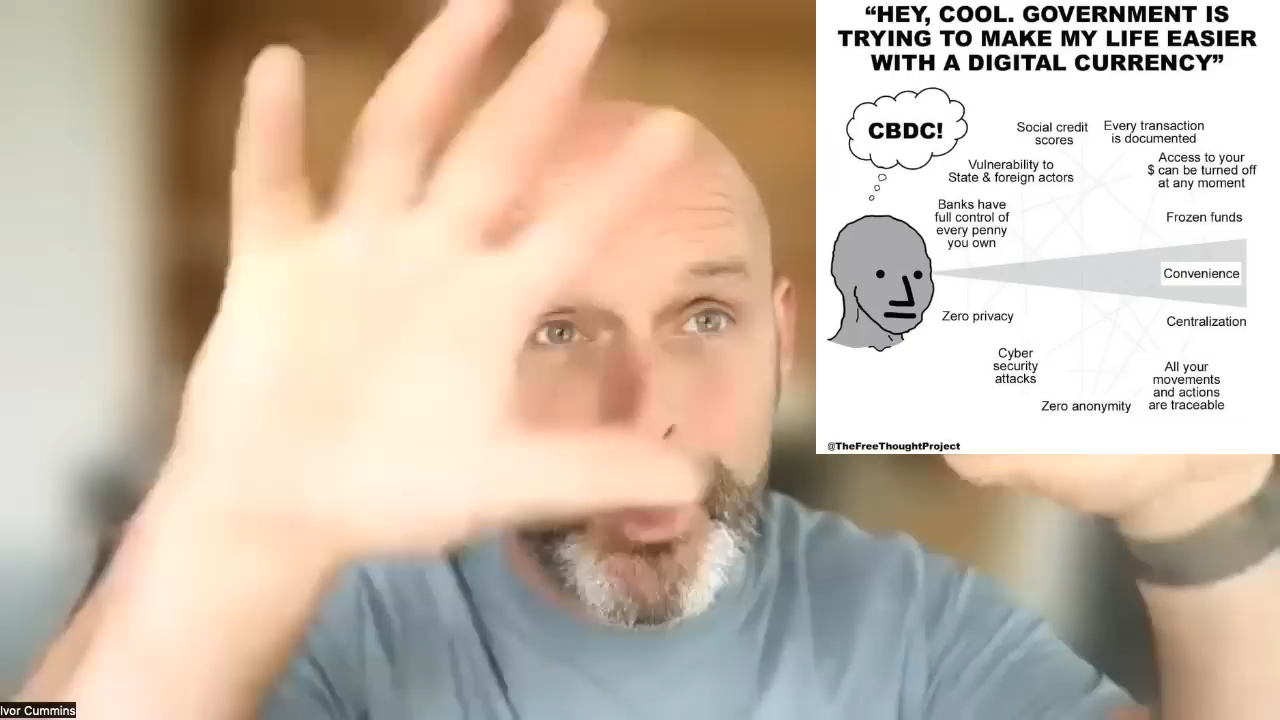 “HEY, COOL. GOVERNMENT IS
TRYING TO MAKE MY LIFE EASIER
WITH A DIGITAL CURRENCY”
CBDC!
Social credit
scores
Every transaction
is documented
Vulnerability to
State & foreign actors
Access to your
$ can be turned off
at any moment
Banks have
full control of
every penny
you own
Frozen funds
Convenience
Zero privacy
Centralization
Cyber
security
attacks
All your
movements
and actions
are traceable
Zero anonymity
@TheFreeThoughtProject
Ivor Cummins